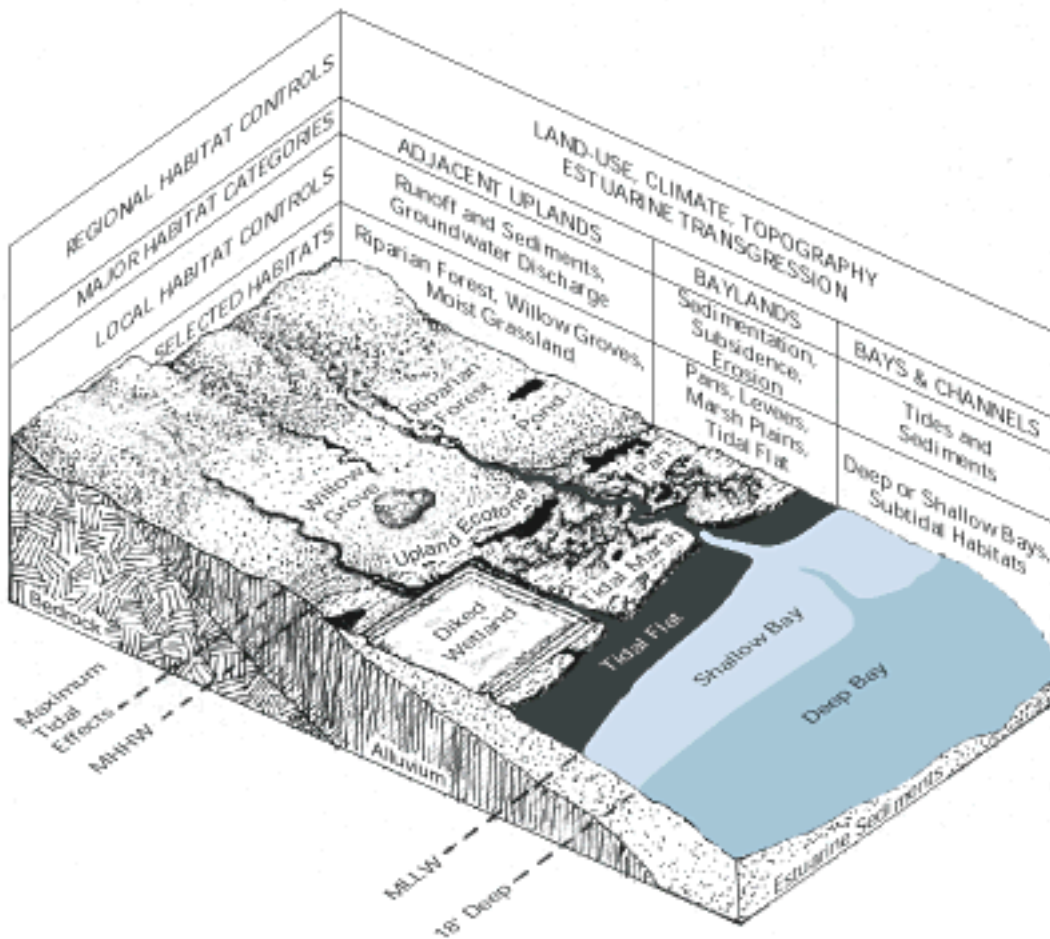 REGIONAL HABITAT CONTROLS
MAJOR HABITAT CATEGORIES
LOCAL HABITAT CONTROLS
SELECTED HABITATS
LAND-USE, CLIMATE, TOPOGRAPHY
ESTUARINE TRANSGRESSION
ADJACENT UPLANDS
Runoff and Sediments,
Groundwater Discharge
Riparian Forest, Willow Groves,
Moist Grassland
BAYLANDS
Sedimentation,
Subsidence,
Erosion
Pans, Levees,
Marsh Plains,
Tidal Flat
BAYS & CHANNELS
Tides and
Sediments
Deep or Shallow Bays,
Subtidal Habitats
Riparian
Forest
Pond
Willow
Grove
Upland Ecotone
Pan
Tidal Marsh
Diked
Wetland
Tidal Flat
Shallow Bay
Deep Bay
Bedrock
Alluvium
Estuarine Sediments
Maximum
Tidal
Effects
MHHW
MLLW
18' Deep